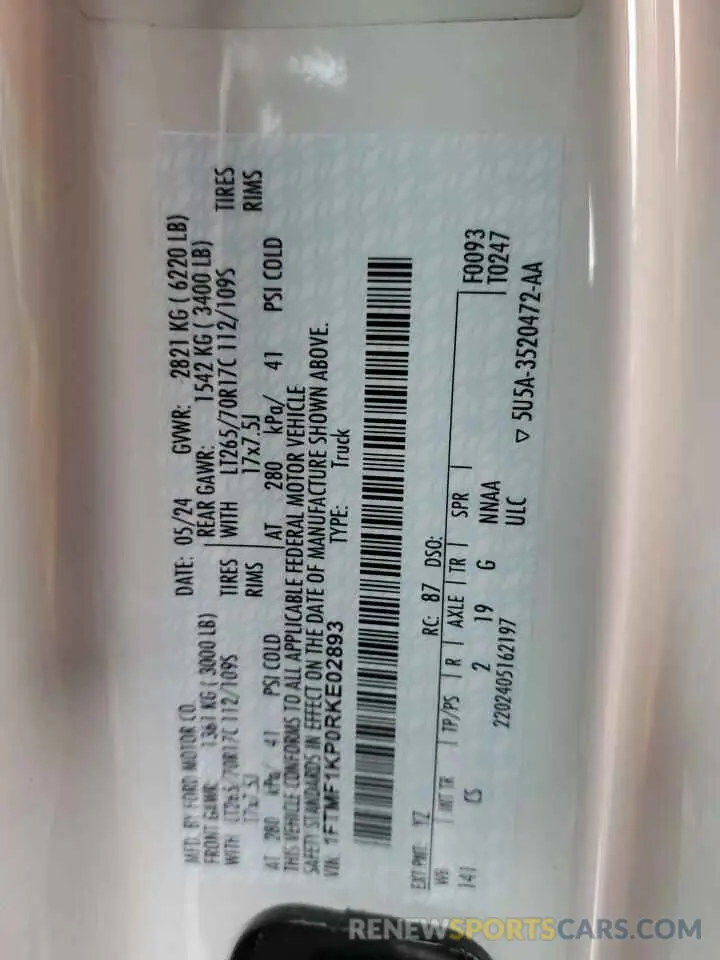 MFD. BY FORD MOTOR CO.
DATE: 05/24 GVWR: 2821 KG ( 6220 LB)
FRONT GAWR: 1361 KG ( 3000 LB) REAR GAWR: 1542 KG ( 3400 LB)
WITH LT265/70R17C 112/109S TIRES WITH LT265/70R17C 112/109S TIRES
17x7.5J RIMS 17x7.5J RIMS
AT 280 kPa/ 41 PSI COLD AT 280 kPa/ 41 PSI COLD
THIS VEHICLE CONFORMS TO ALL APPLICABLE FEDERAL MOTOR VEHICLE
SAFETY STANDARDS IN EFFECT ON THE DATE OF MANUFACTURE SHOWN ABOVE.
VIN: 1FTMF1KP0RKE02893 TYPE: Truck
EXT PNT: YZ RC: 87 DSO:
WB INT TR TP/PS R AXLE TR SPR F0093
141 CS 2 19 G NNAA T0247
ULC
2202405162197
▽ 5U5A-3520472-AA
RENEWSPORTSCARS.COM